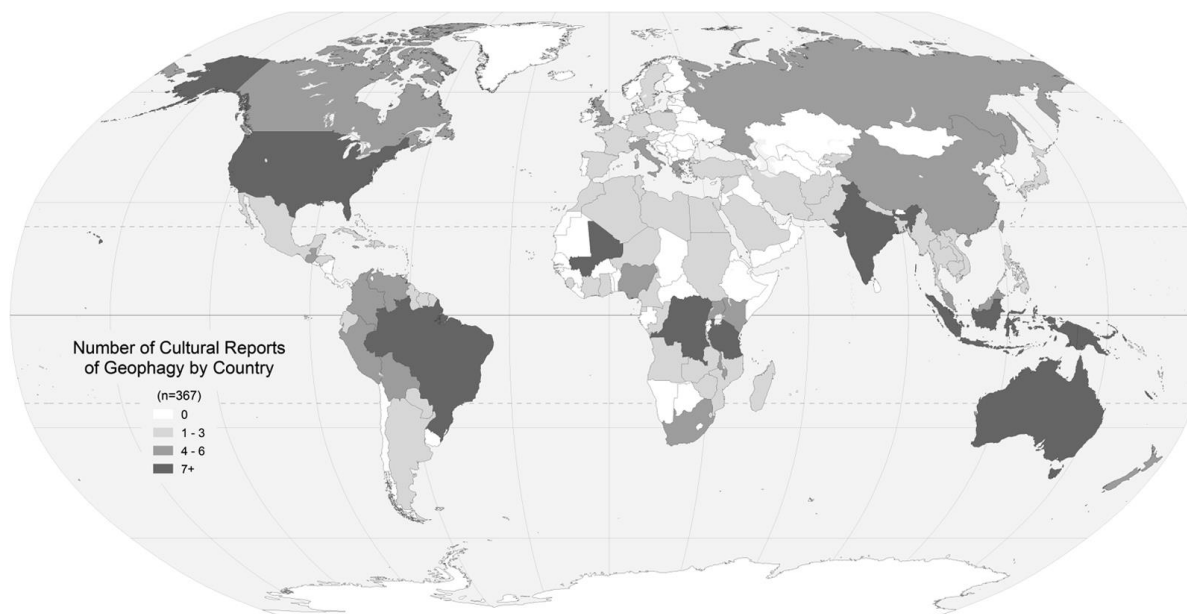 Number of Cultural Reports
of Geophagy by Country
(n=367)
0
1 - 3
4 - 6
7+